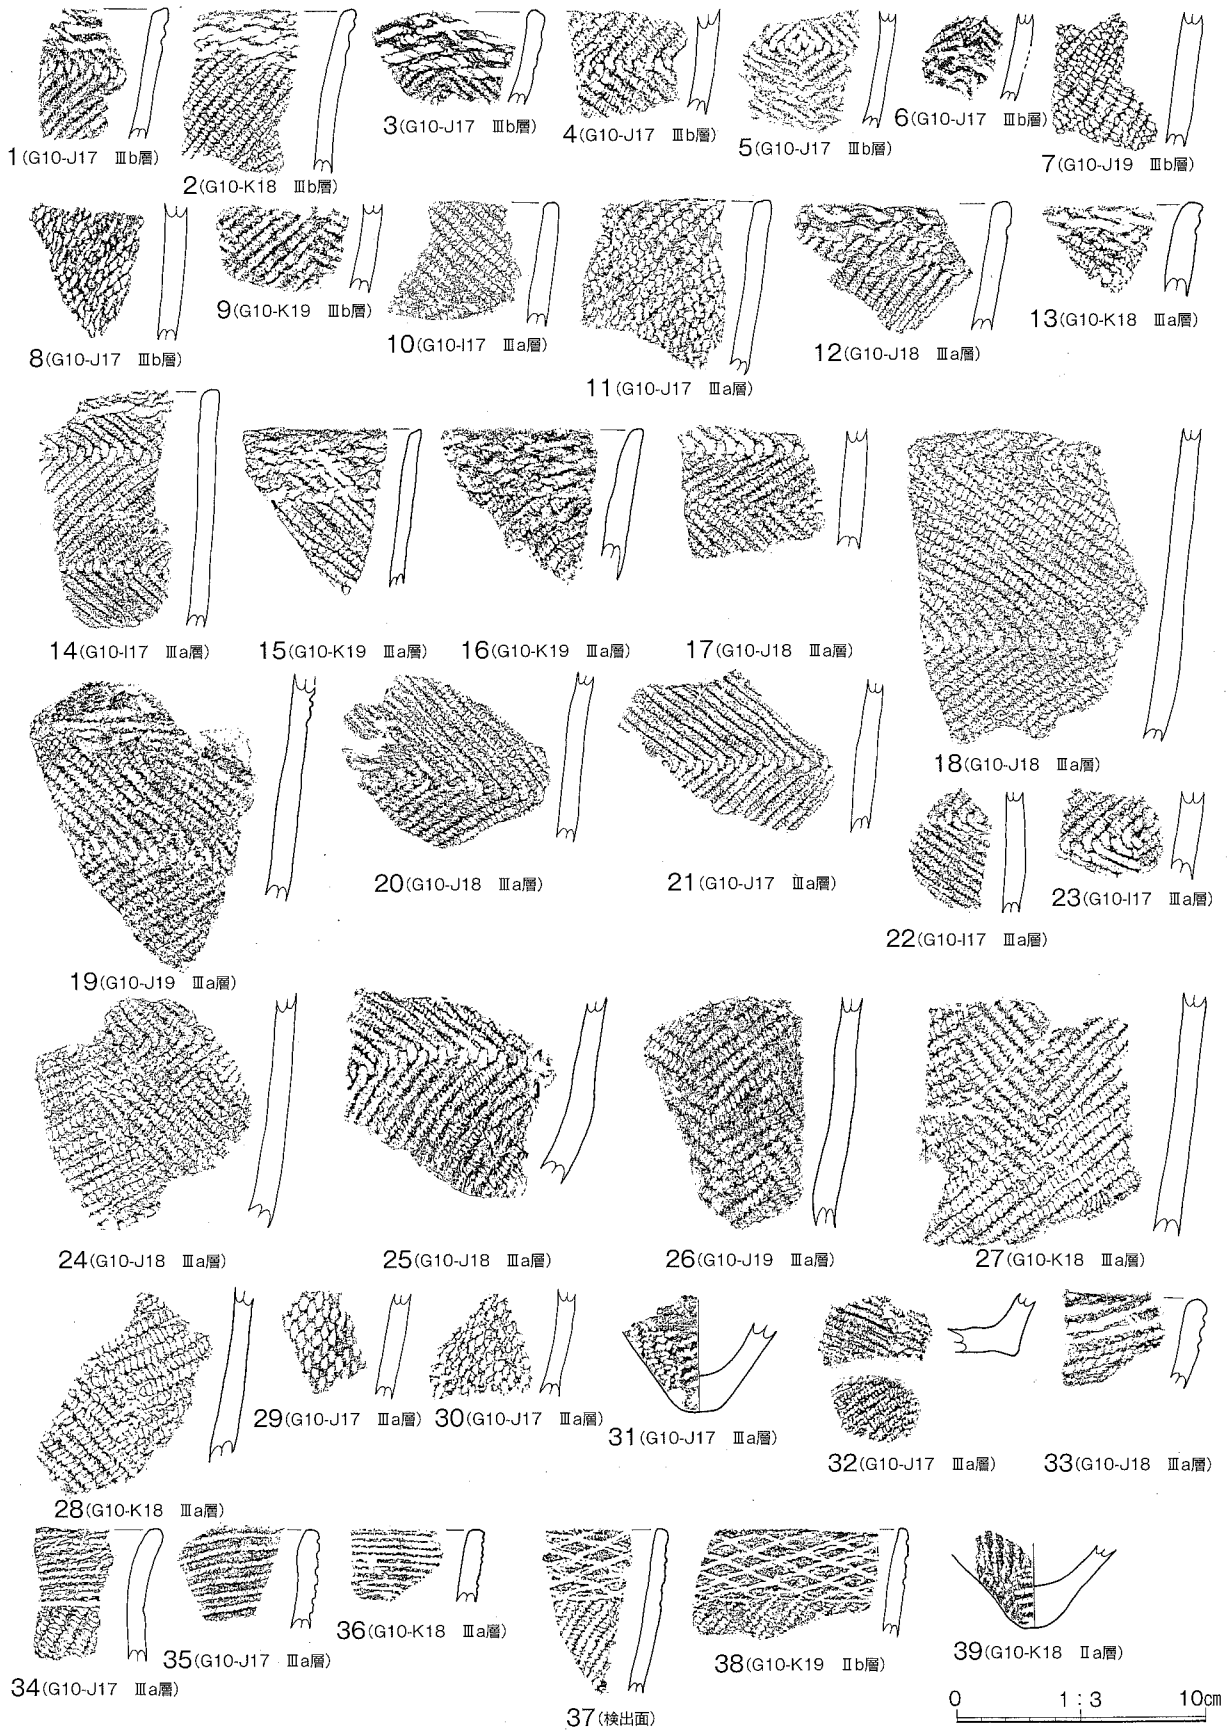 1(G10-J17 Ⅲb層)
2(G10-K18 Ⅲb層)
3(G10-J17 Ⅲb層)
4(G10-J17 Ⅲb層)
5(G10-J17 Ⅲb層)
6(G10-J17 Ⅲb層)
7(G10-J19 Ⅲb層)
8(G10-J17 Ⅲb層)
9(G10-K19 Ⅲb層)
10(G10-I17 Ⅲa層)
11(G10-J17 Ⅲa層)
12(G10-J18 Ⅲa層)
13(G10-K18 Ⅲa層)
14(G10-I17 Ⅲa層)
15(G10-K19 Ⅲa層)
16(G10-K19 Ⅲa層)
17(G10-J18 Ⅲa層)
18(G10-J18 Ⅲa層)
19(G10-J19 Ⅲa層)
20(G10-J18 Ⅲa層)
21(G10-J17 Ⅲa層)
22(G10-I17 Ⅲa層)
23(G10-I17 Ⅲa層)
24(G10-J18 Ⅲa層)
25(G10-J18 Ⅲa層)
26(G10-J19 Ⅲa層)
27(G10-K18 Ⅲa層)
28(G10-K18 Ⅲa層)
29(G10-J17 Ⅲa層)
30(G10-J17 Ⅲa層)
31(G10-J17 Ⅲa層)
32(G10-J17 Ⅲa層)
33(G10-J18 Ⅲa層)
34(G10-J17 Ⅲa層)
35(G10-J17 Ⅲa層)
36(G10-K18 Ⅲa層)
37(検出面)
38(G10-K19 Ⅱb層)
39(G10-K18 Ⅱa層)
0 1:3 10cm